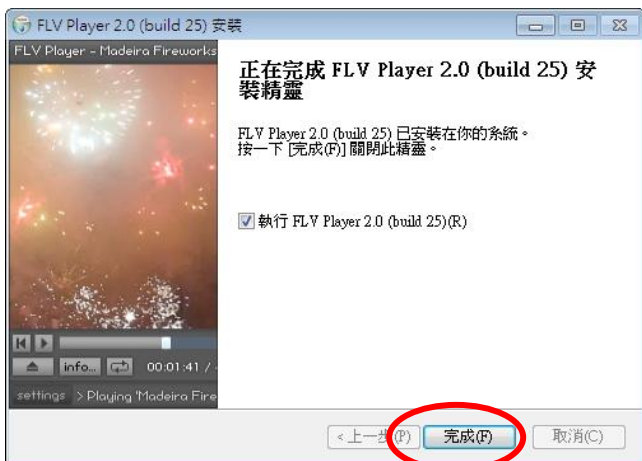 FLV Player 2.0 (build 25) 安裝
FLV Player - Madeira Fireworks
正在完成 FLV Player 2.0 (build 25) 安
裝精靈
FLV Player 2.0 (build 25) 已安裝在你的系統。
按一下 [完成(F)] 關閉此精靈。
執行 FLV Player 2.0 (build 25)(R)
info...
00:01:41 /
settings > Playing 'Madeira Fire
<上一步(P)
完成(F)
取消(C)